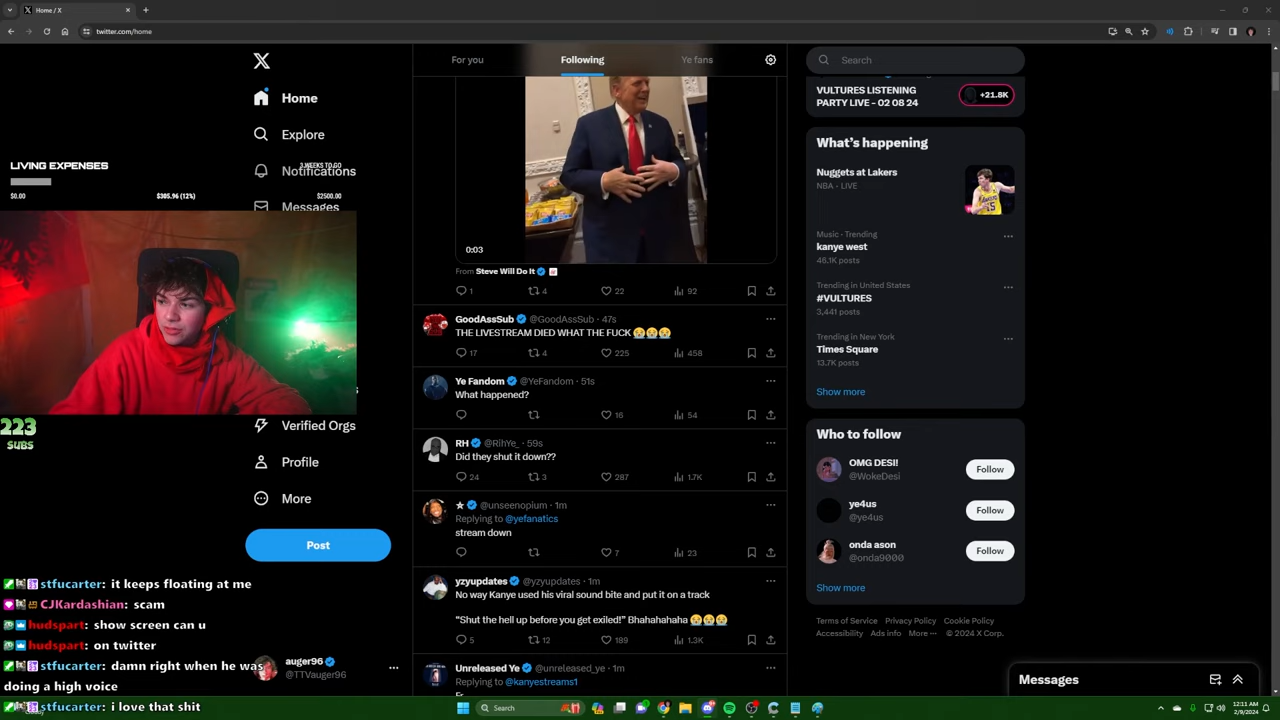 Home / X
twitter.com/home
For you
Following
Ye fans
Search
Home
Explore
Notifications
Messages
Verified Orgs
Profile
More
Post
LIVING EXPENSES
3 WEEKS TO GO
$0.00
$305.96 (12%)
$2500.00
223
SUBS
stfucarter: it keeps floating at me
CJKardashian: scam
hudspart: show screen can u
hudspart: on twitter
stfucarter: damn right when he was
doing a high voice
stfucarter: i love that shit
auger96
@TTVauger96
0:03
From Steve Will Do It
1
4
22
92
GoodAssSub @GoodAssSub · 47s
THE LIVESTREAM DIED WHAT THE FUCK 😭😭😭
17
4
225
458
Ye Fandom @YeFandom · 51s
What happened?
16
54
RH @RihYe_ · 59s
Did they shut it down??
24
3
287
1.7K
★ @unseenopium · 1m
Replying to @yefanatics
stream down
7
23
yzyupdates @yzyupdates · 1m
No way Kanye used his viral sound bite and put it on a track
“Shut the hell up before you get exiled!” Bhahahahaha 😭😭😭
5
12
189
1.3K
Unreleased Ye @unreleased_ye · 1m
Replying to @kanyestreams1
VULTURES LISTENING
PARTY LIVE - 02 08 24
+21.8K
What’s happening
Nuggets at Lakers
NBA · LIVE
Music · Trending
kanye west
46.1K posts
Trending in United States
#VULTURES
3,441 posts
Trending in New York
Times Square
13.7K posts
Show more
Who to follow
OMG DESI!
@WokeDesi
Follow
ye4us
@ye4us
Follow
onda ason
@onda9000
Follow
Show more
Terms of Service Privacy Policy Cookie Policy
Accessibility Ads info More ··· © 2024 X Corp.
Messages
Search
12:11 AM
2/9/2024